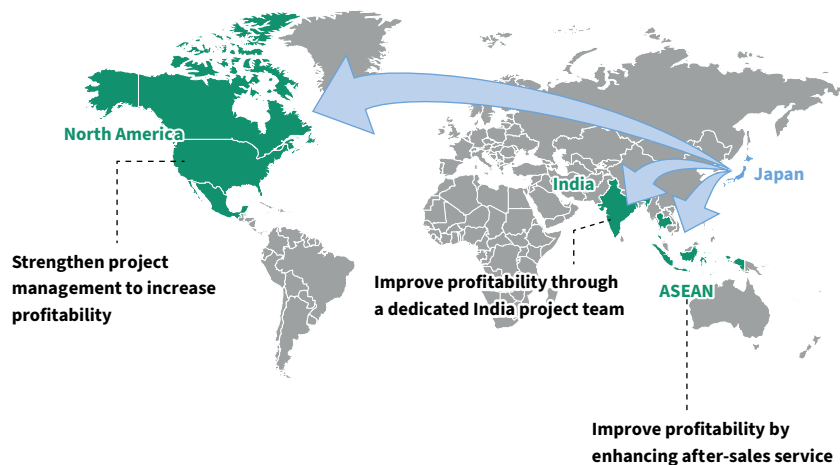 North America
Strengthen project
management to increase
profitability
India
Improve profitability through
a dedicated India project team
Japan
ASEAN
Improve profitability by
enhancing after-sales service